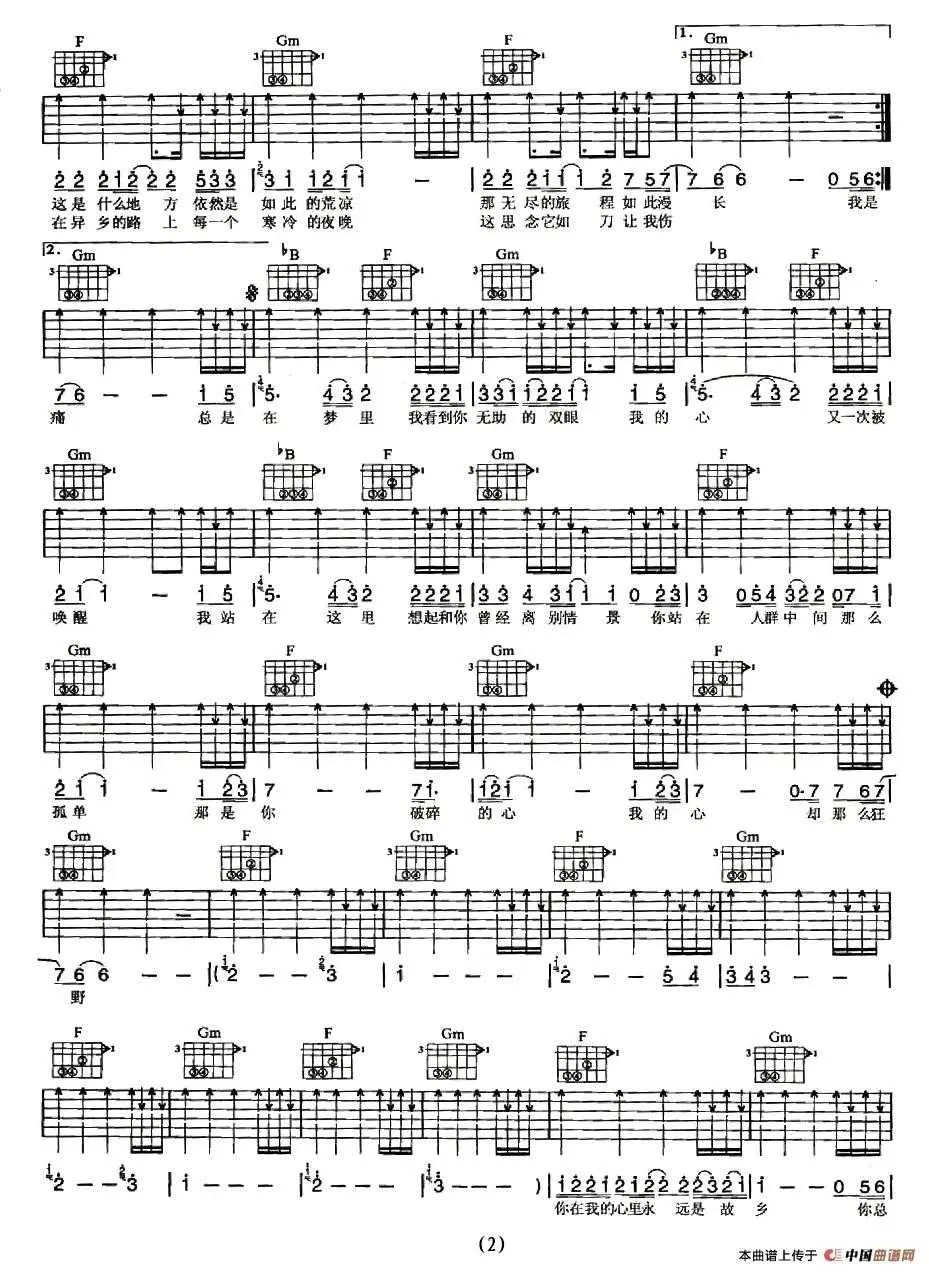 F Gm F 1. Gm
3 1 3 1
2 2 2 1 2 2 2 5 3 3 | 3 1 1 2 1 1 — | 2 2 2 1 1 1 2 7 5 7 | 7 6 6 — 0 5 6 :||
这是 什么地 方 依然是 如此 的荒凉 那 无 尽的旅 程 如此漫 长 我是
在异 乡的路 上 每一个 寒冷 的夜晚 这思 念它如 刀 让我伤
2. Gm ♭B F Gm ♭B F
7 6 — — 1 5 | 5· 4 3 2 2 2 2 1 | 3 3 1 1 2 2 1 1 5 | 5· 4 3 2 2 2 2 1
痛 总是 在 梦里 我看到你 无助 的 双眼 我的 心 又一次被
Gm ♭B F Gm F
2 1 1 — 1 5 | 5· 4 3 2 2 2 2 1 | 3 3 4 3 1 1 0 2 3 | 3 0 5 4 3 2 2 0 7 1
唤醒 我站 在 这里 想起和你 曾经 离别情 景 你站 在 人群中 间 那么
Gm F Gm F
2 1 1 — 1 2 3 | 7 — — 7 1· | 1 2 1 1 — 1 2 3 | 7 — 0· 7 7 6 7
孤单 那是 你 破碎 的心 我的 心 却那么狂
Gm F Gm F Gm
7 6 6 — — | ( 2 — — 3 | 1 — — — | 2 — — 5 4 | 3 4 3 — —
野
F Gm F Gm F Gm
2 — — 3 | 1 — — — | 2 — — — | 3 — — — ) | 1 2 2 1 2 1 2 2 2 2 2 3 2 1 | 1 — — 0 5 6
你在我的心里永 远是 故 乡 你总
(2)
本曲谱上传于 中国曲谱网